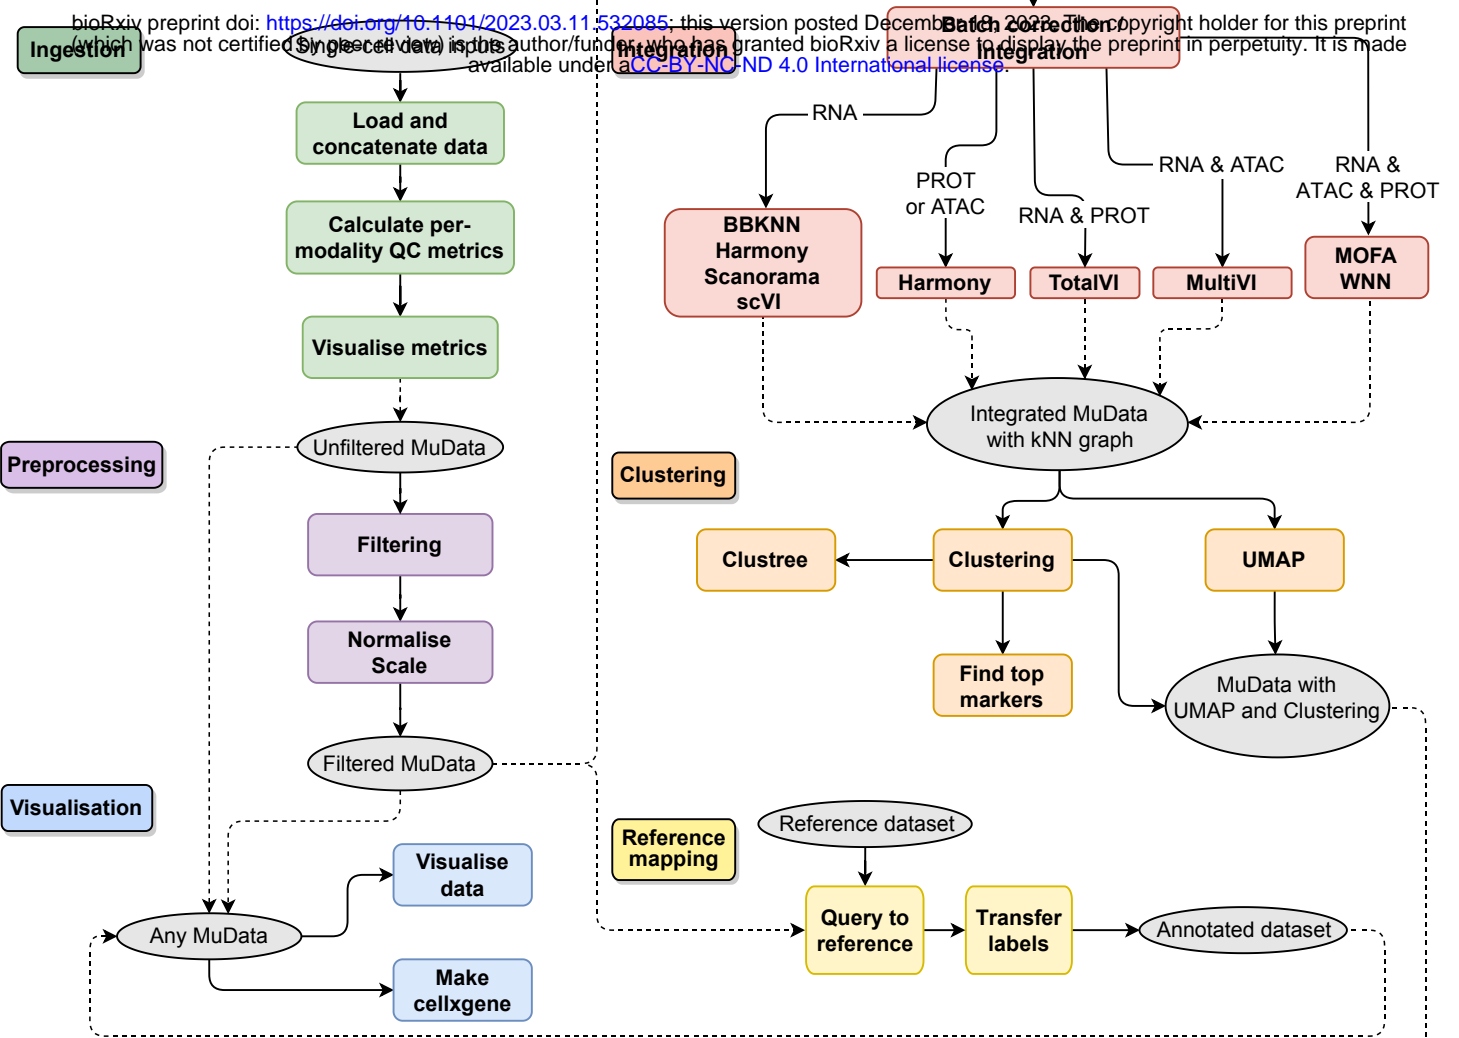 bioRxiv preprint doi: https://doi.org/10.1101/2023.03.11.532085; this version posted December 18, 2023. The copyright holder for this preprint
(which was not certified by peer review) is the author/funder, who has granted bioRxiv a license to display the preprint in perpetuity. It is made
available under aCC-BY-NC-ND 4.0 International license.
Ingestion
Single-cell data inputs
Load and
concatenate data
Calculate per-
modality QC metrics
Visualise metrics
Unfiltered MuData
Preprocessing
Filtering
Normalise
Scale
Filtered MuData
Visualisation
Visualise
data
Any MuData
Make
cellxgene
Integration
Batch correction /
integration
RNA
PROT
or ATAC
RNA & PROT
RNA & ATAC
RNA &
ATAC & PROT
BBKNN
Harmony
Scanorama
scVI
Harmony
TotalVI
MultiVI
MOFA
WNN
Integrated MuData
with kNN graph
Clustering
Clustree
Clustering
UMAP
Find top
markers
MuData with
UMAP and Clustering
Reference
mapping
Reference dataset
Query to
reference
Transfer
labels
Annotated dataset